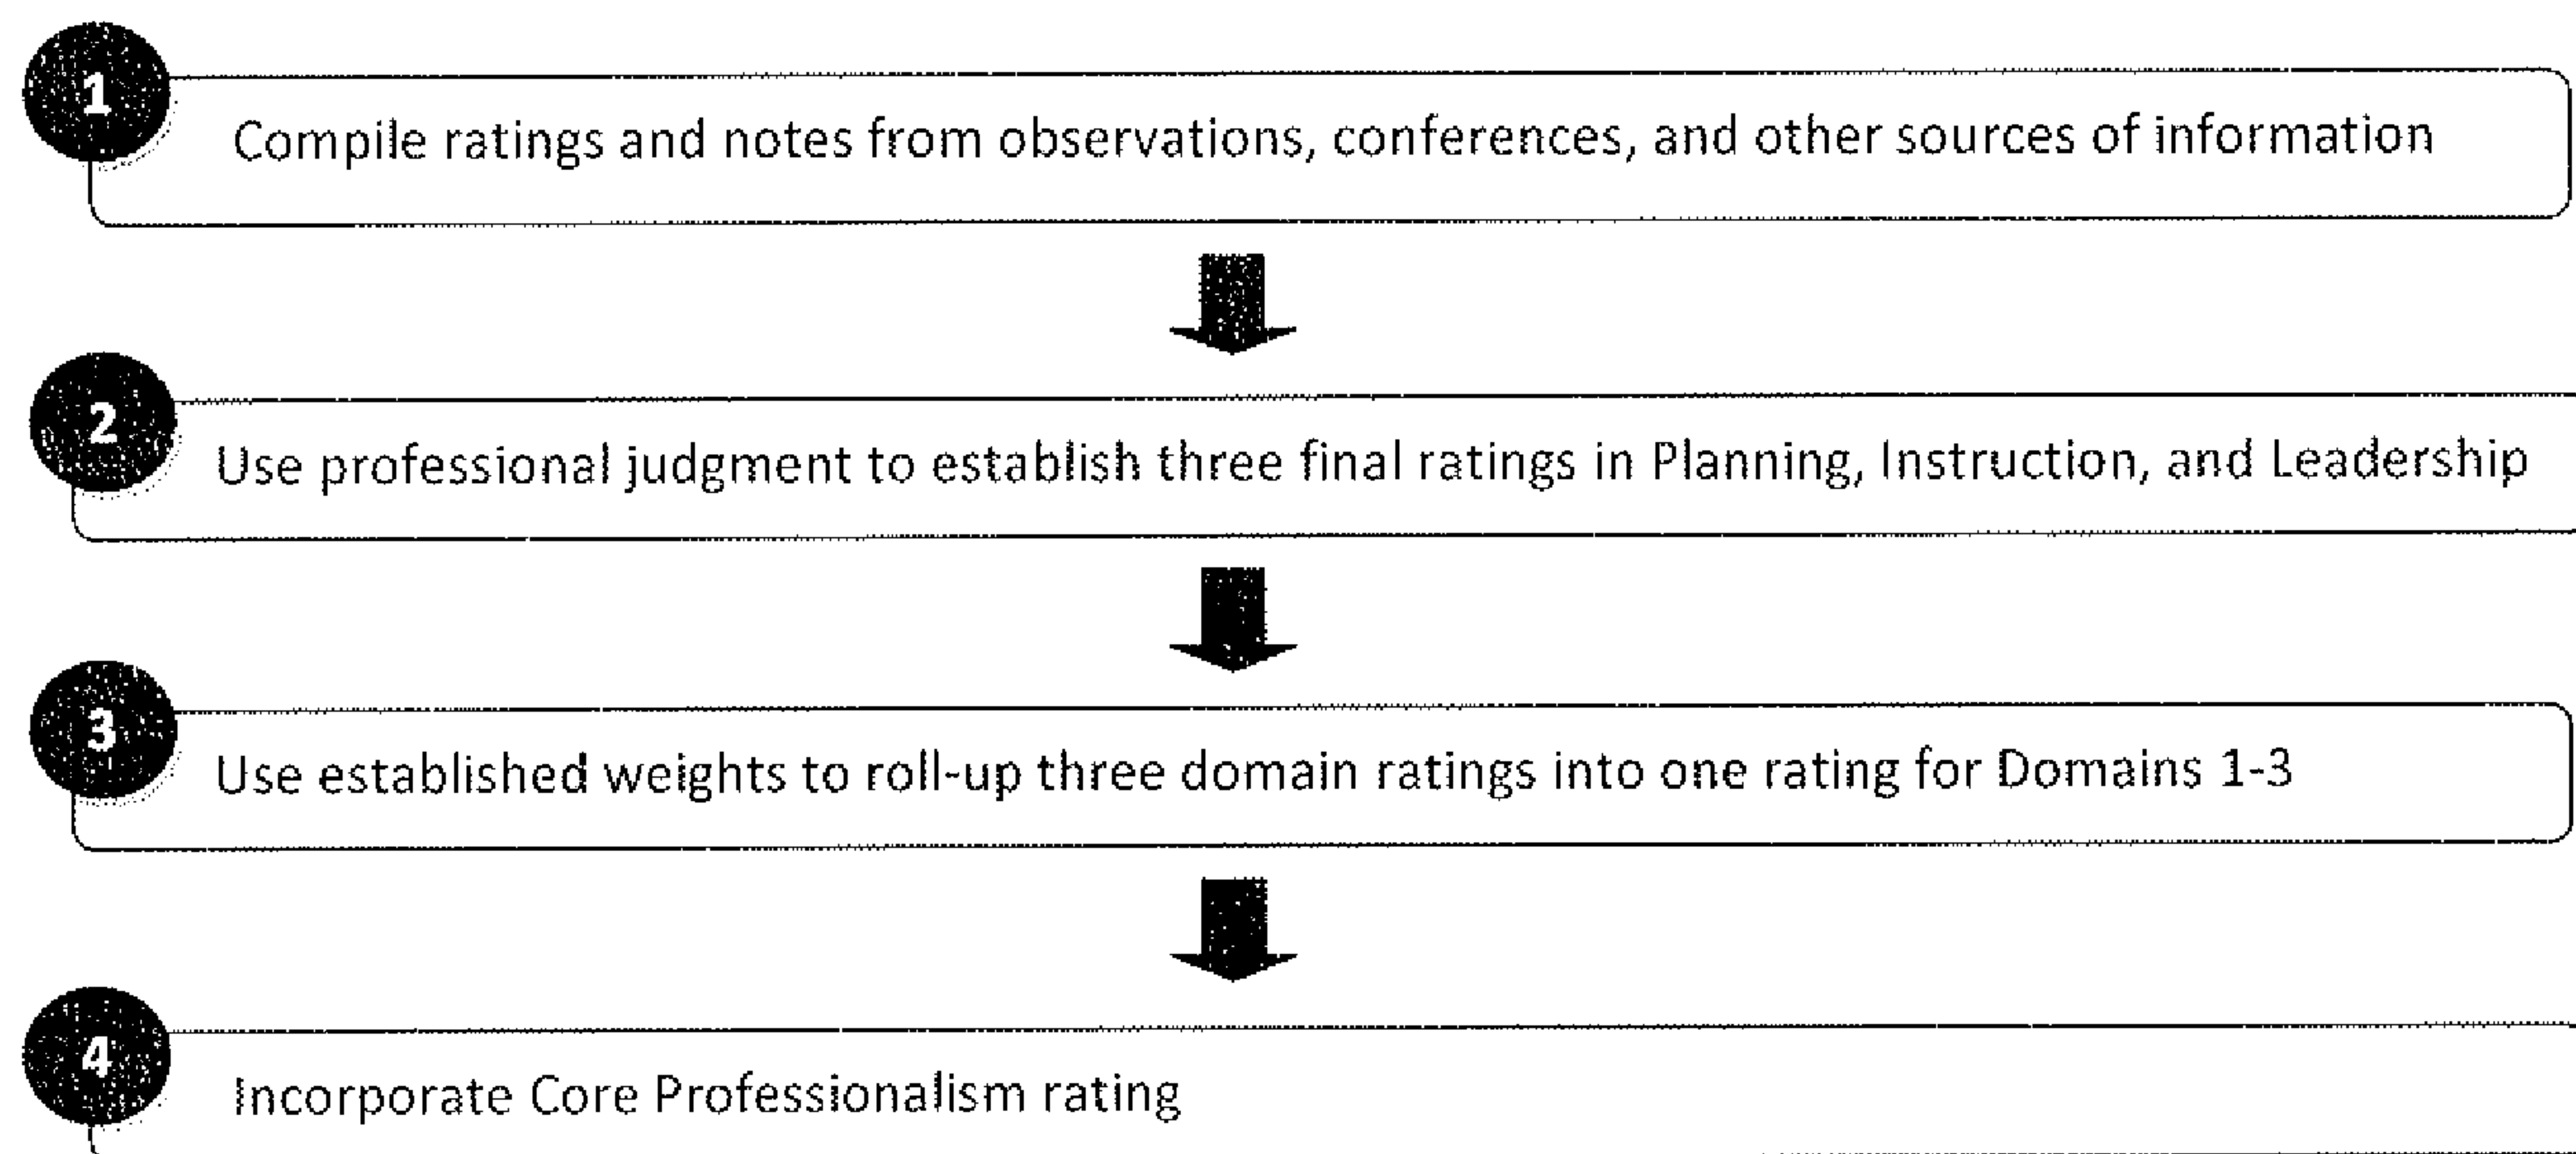 1
Compile ratings and notes from observations, conferences, and other sources of information
2
Use professional judgment to establish three final ratings in Planning, Instruction, and Leadership
3
Use established weights to roll-up three domain ratings into one rating for Domains 1-3
4
Incorporate Core Professionalism rating